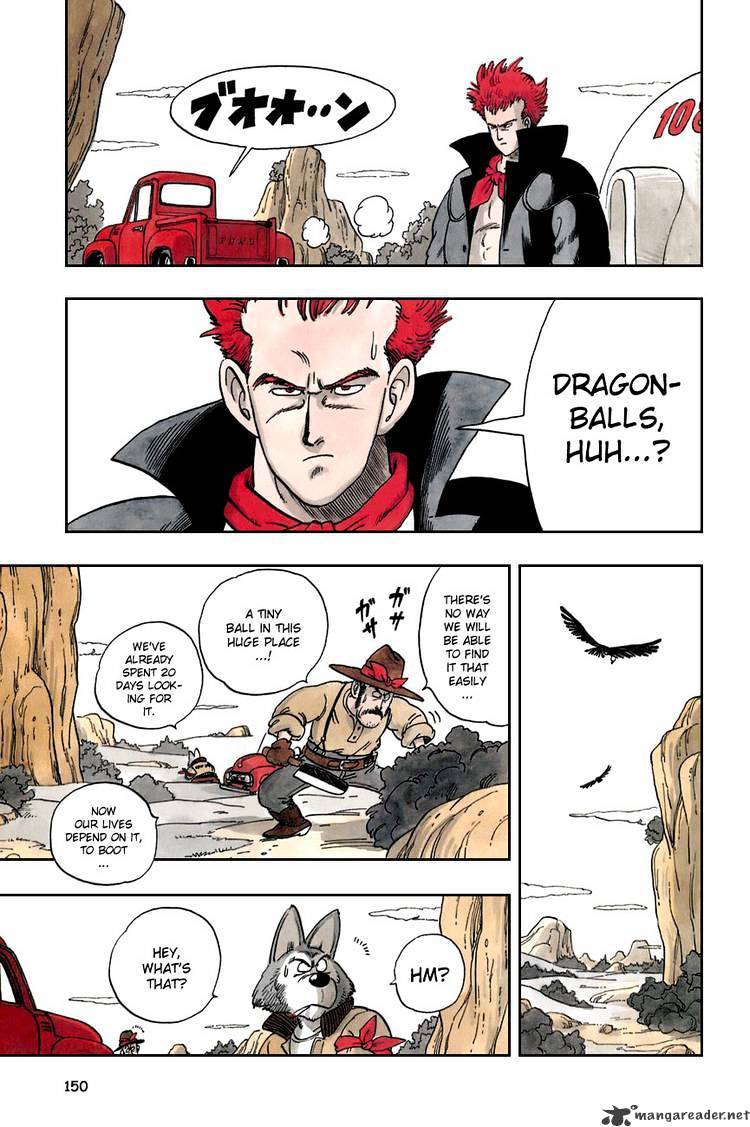 ブオオ・・ン
108
FORD
DRAGON-
BALLS,
HUH...?
THERE'S
NO WAY
WE WILL
BE ABLE
TO FIND
IT THAT
EASILY
...
ガサ
ガサ
A TINY
BALL IN THIS
HUGE PLACE
...!
WE'VE
ALREADY
SPENT 20
DAYS LOOK-
ING FOR
IT.
NOW
OUR LIVES
DEPEND ON IT,
TO BOOT
...
HM?
HEY,
WHAT'S
THAT?
150
mangareader.net